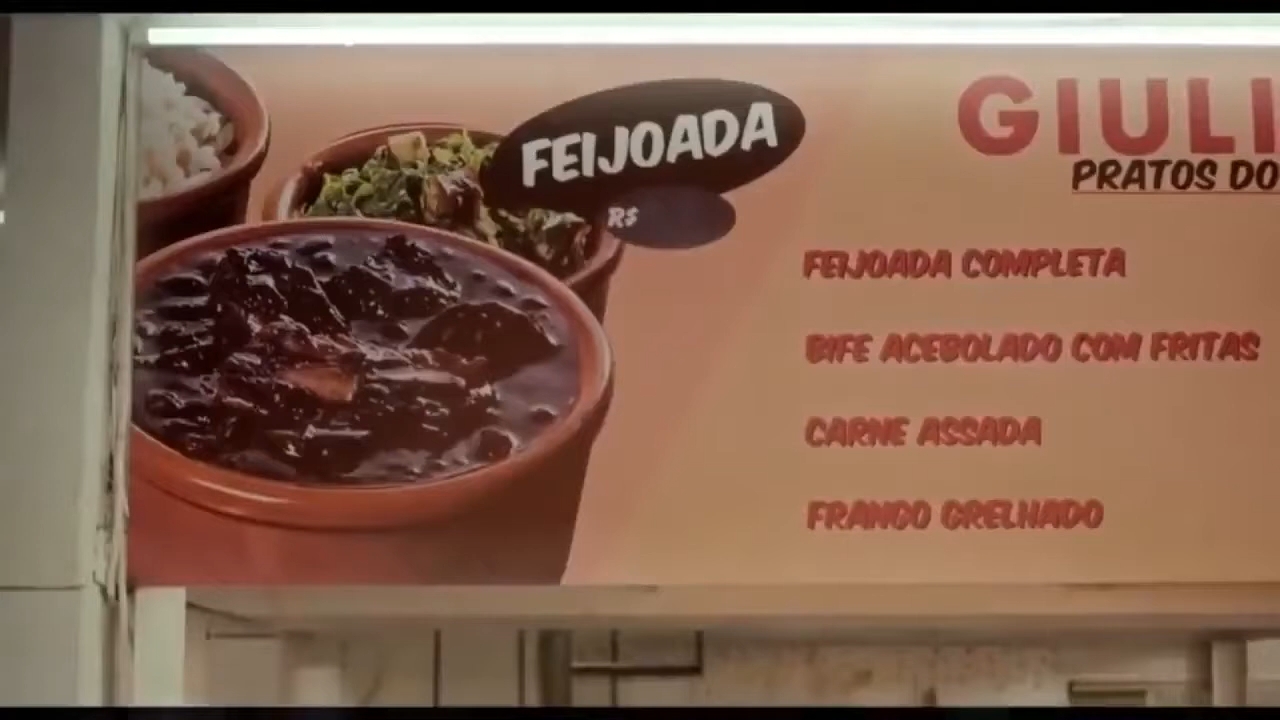 FEIJOADA
R$
GIULI
PRATOS DO
FEIJOADA COMPLETA
BIFE ACEBOLADO COM FRITAS
CARNE ASSADA
FRANGO GRELHADO